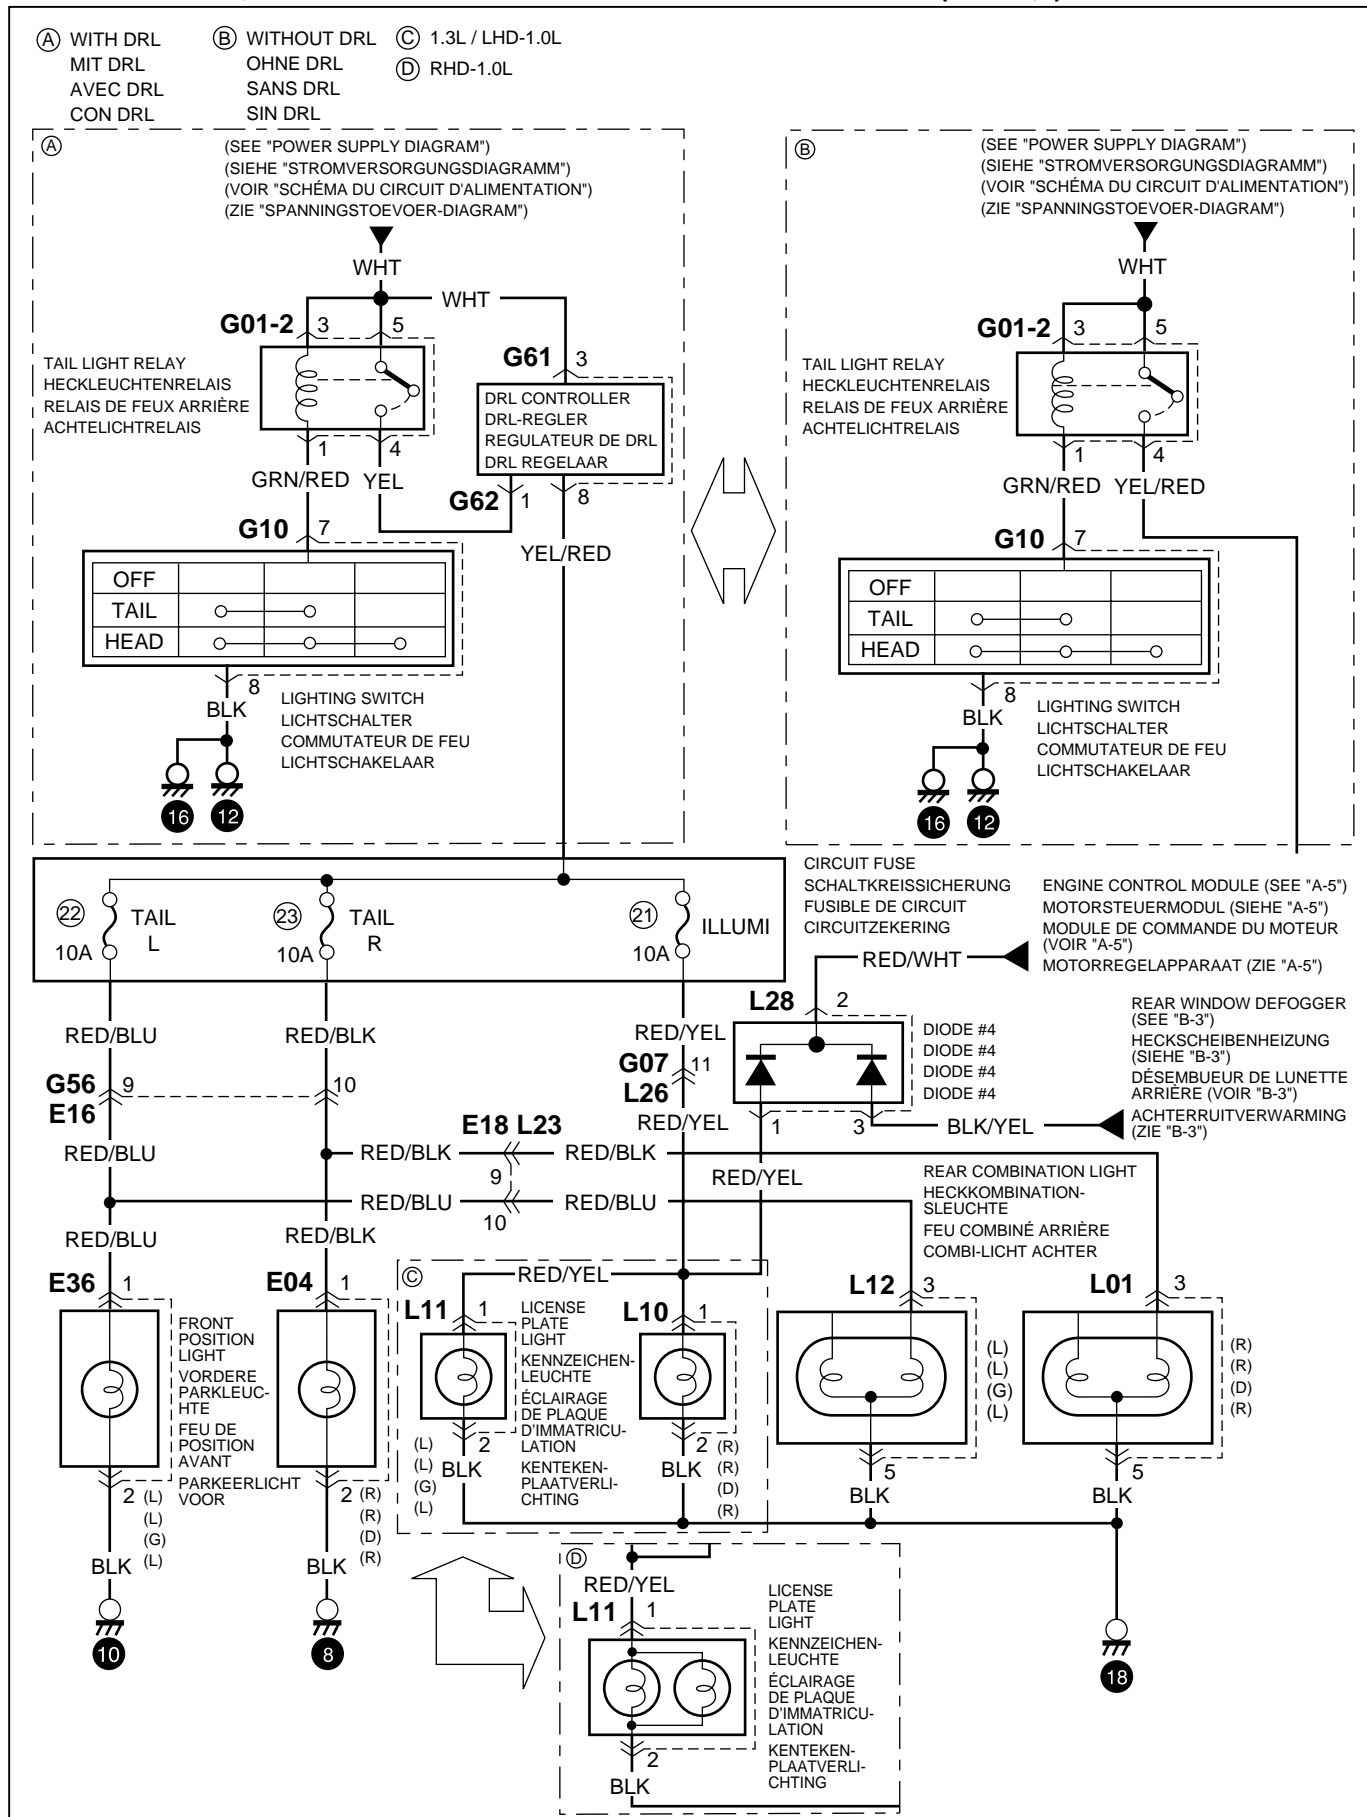 A WITH DRL
MIT DRL
AVEC DRL
CON DRL
B WITHOUT DRL
OHNE DRL
SANS DRL
SIN DRL
C 1.3L / LHD-1.0L
D RHD-1.0L
A
(SEE "POWER SUPPLY DIAGRAM")
(SIEHE "STROMVERSORGUNGSDIAGRAMM")
(VOIR "SCHÉMA DU CIRCUIT D'ALIMENTATION")
(ZIE "SPANNINGSTOEVOER-DIAGRAM")
WHT
WHT
G01-2 3 5
TAIL LIGHT RELAY
HECKLEUCHTENRELAIS
RELAIS DE FEUX ARRIÈRE
ACHTELICHTRELAIS
G61 3
DRL CONTROLLER
DRL-REGLER
REGULATEUR DE DRL
DRL REGELAAR
1 4
GRN/RED YEL
G62 1 8
G10 7
YEL/RED
OFF
TAIL
HEAD
8
BLK
LIGHTING SWITCH
LICHTSCHALTER
COMMUTATEUR DE FEU
LICHTSCHAKELAAR
16 12
B
(SEE "POWER SUPPLY DIAGRAM")
(SIEHE "STROMVERSORGUNGSDIAGRAMM")
(VOIR "SCHÉMA DU CIRCUIT D'ALIMENTATION")
(ZIE "SPANNINGSTOEVOER-DIAGRAM")
WHT
G01-2 3 5
TAIL LIGHT RELAY
HECKLEUCHTENRELAIS
RELAIS DE FEUX ARRIÈRE
ACHTELICHTRELAIS
1 4
GRN/RED YEL/RED
G10 7
OFF
TAIL
HEAD
8
BLK
LIGHTING SWITCH
LICHTSCHALTER
COMMUTATEUR DE FEU
LICHTSCHAKELAAR
16 12
22 10A TAIL L
23 10A TAIL R
21 10A ILLUMI
CIRCUIT FUSE
SCHALTKREISSICHERUNG
FUSIBLE DE CIRCUIT
CIRCUITZEKERING
ENGINE CONTROL MODULE (SEE "A-5")
MOTORSTEUERMODUL (SIEHE "A-5")
MODULE DE COMMANDE DU MOTEUR
(VOIR "A-5")
MOTORREGELAPPARAAT (ZIE "A-5")
RED/WHT
L28 2
DIODE #4
DIODE #4
DIODE #4
DIODE #4
1 3
BLK/YEL
REAR WINDOW DEFOGGER
(SEE "B-3")
HECKSCHEIBENHEIZUNG
(SIEHE "B-3")
DÉSEMBUEUR DE LUNETTE
ARRIÈRE (VOIR "B-3")
ACHTERRUITVERWARMING
(ZIE "B-3")
RED/BLU RED/BLK RED/YEL
G56 9 10
E16
G07 11
L26
RED/YEL
RED/BLU
E18 L23
RED/BLK RED/BLK
9
RED/BLU RED/BLU
10
RED/YEL
RED/BLU RED/BLK
REAR COMBINATION LIGHT
HECKKOMBINATION-
SLEUCHTE
FEU COMBINÉ ARRIÈRE
COMBI-LICHT ACHTER
E36 1
E04 1
C
RED/YEL
L11 1
L10 1
L12 3
L01 3
FRONT
POSITION
LIGHT
VORDERE
PARKLEUC-
HTE
FEU DE
POSITION
AVANT
PARKEERLICHT
VOOR
LICENSE
PLATE
LIGHT
KENNZEICHEN-
LEUCHTE
ÉCLAIRAGE
DE PLAQUE
D'IMMATRICU-
LATION
KENTEKEN-
PLAATVERLI-
CHTING
(L)
(L)
(G)
(L)
(R)
(R)
(D)
(R)
2 (L)
(L)
(G)
(L)
BLK
10
2 (R)
(R)
(D)
(R)
BLK
8
(L)
(L)
(G)
(L)
2
BLK
2 (R)
(R)
(D)
(R)
BLK
5
BLK
5
BLK
18
D
RED/YEL
L11 1
LICENSE
PLATE
LIGHT
KENNZEICHEN-
LEUCHTE
ÉCLAIRAGE
DE PLAQUE
D'IMMATRICU-
LATION
KENTEKEN-
PLAATVERLI-
CHTING
2
BLK